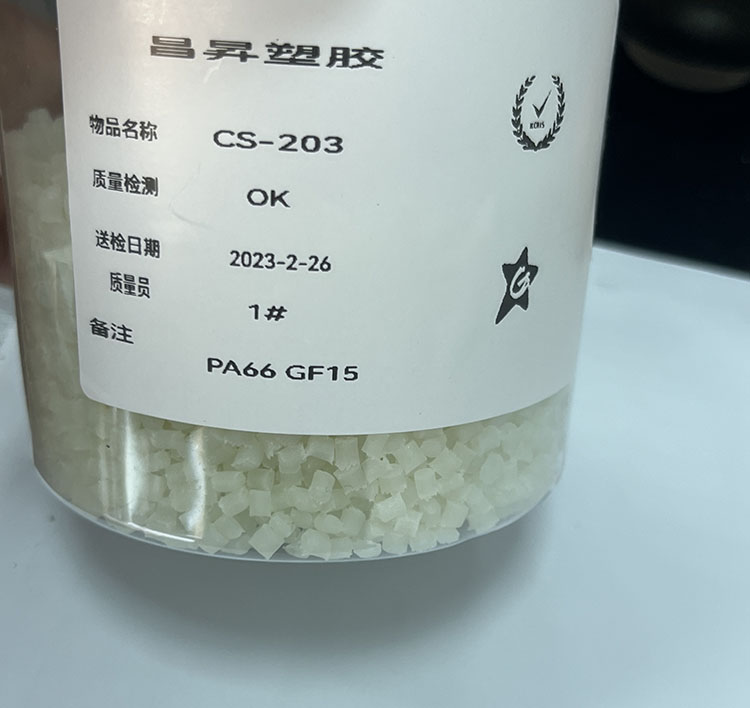 昌昇塑胶
物品名称 CS-203
质量检测 OK
送检日期 2023-2-26
质量员 1#
备注 PA66 GF15